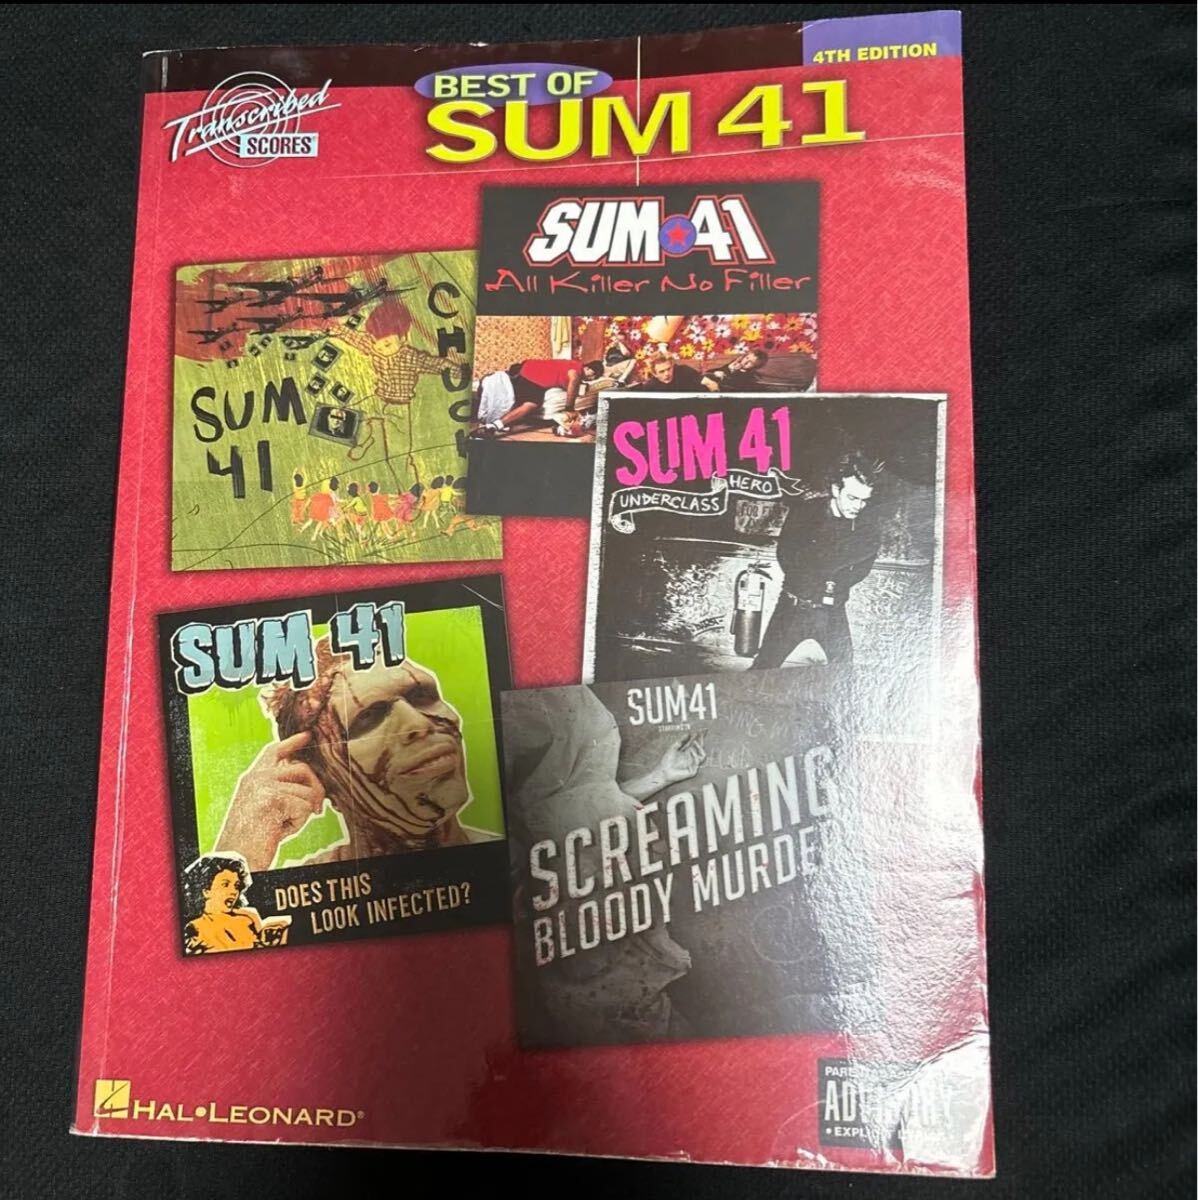 4TH EDITION
Transcribed
SCORES
BEST OF
SUM 41
SUM 41
All Killer No Filler
CHUCK
SUM
41
SUM 41
UNDERCLASS HERO
SUM 41
DOES THIS
LOOK INFECTED?
SUM41
SCREAMING
BLOODY MURDER
HAL•LEONARD®
ADVISORY